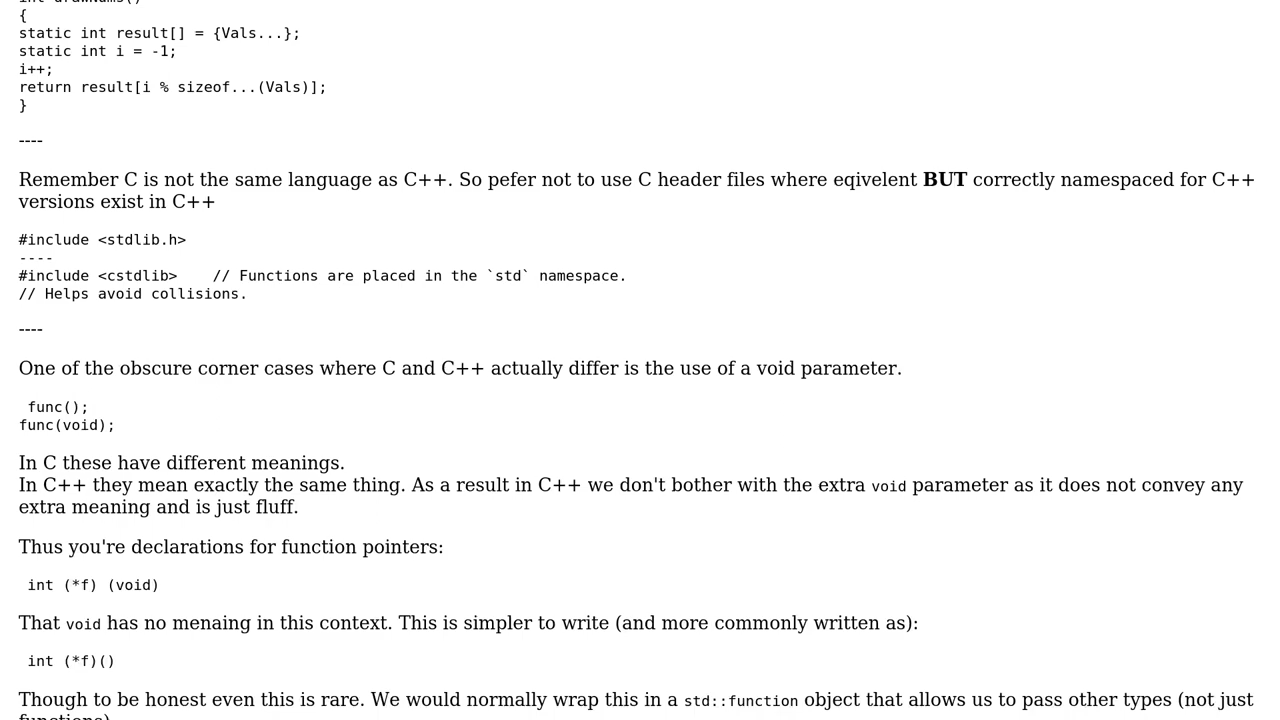 int drawNums()
{
static int result[] = {Vals...};
static int i = -1;
i++;
return result[i % sizeof...(Vals)];
}
----
Remember C is not the same language as C++. So pefer not to use C header files where eqivelent BUT correctly namespaced for C++
versions exist in C++
#include <stdlib.h>
----
#include <cstdlib>    // Functions are placed in the `std` namespace.
// Helps avoid collisions.
----
One of the obscure corner cases where C and C++ actually differ is the use of a void parameter.
func();
func(void);
In C these have different meanings.
In C++ they mean exactly the same thing. As a result in C++ we don't bother with the extra void parameter as it does not convey any
extra meaning and is just fluff.
Thus you're declarations for function pointers:
int (*f) (void)
That void has no menaing in this context. This is simpler to write (and more commonly written as):
int (*f)()
Though to be honest even this is rare. We would normally wrap this in a std::function object that allows us to pass other types (not just
functions)